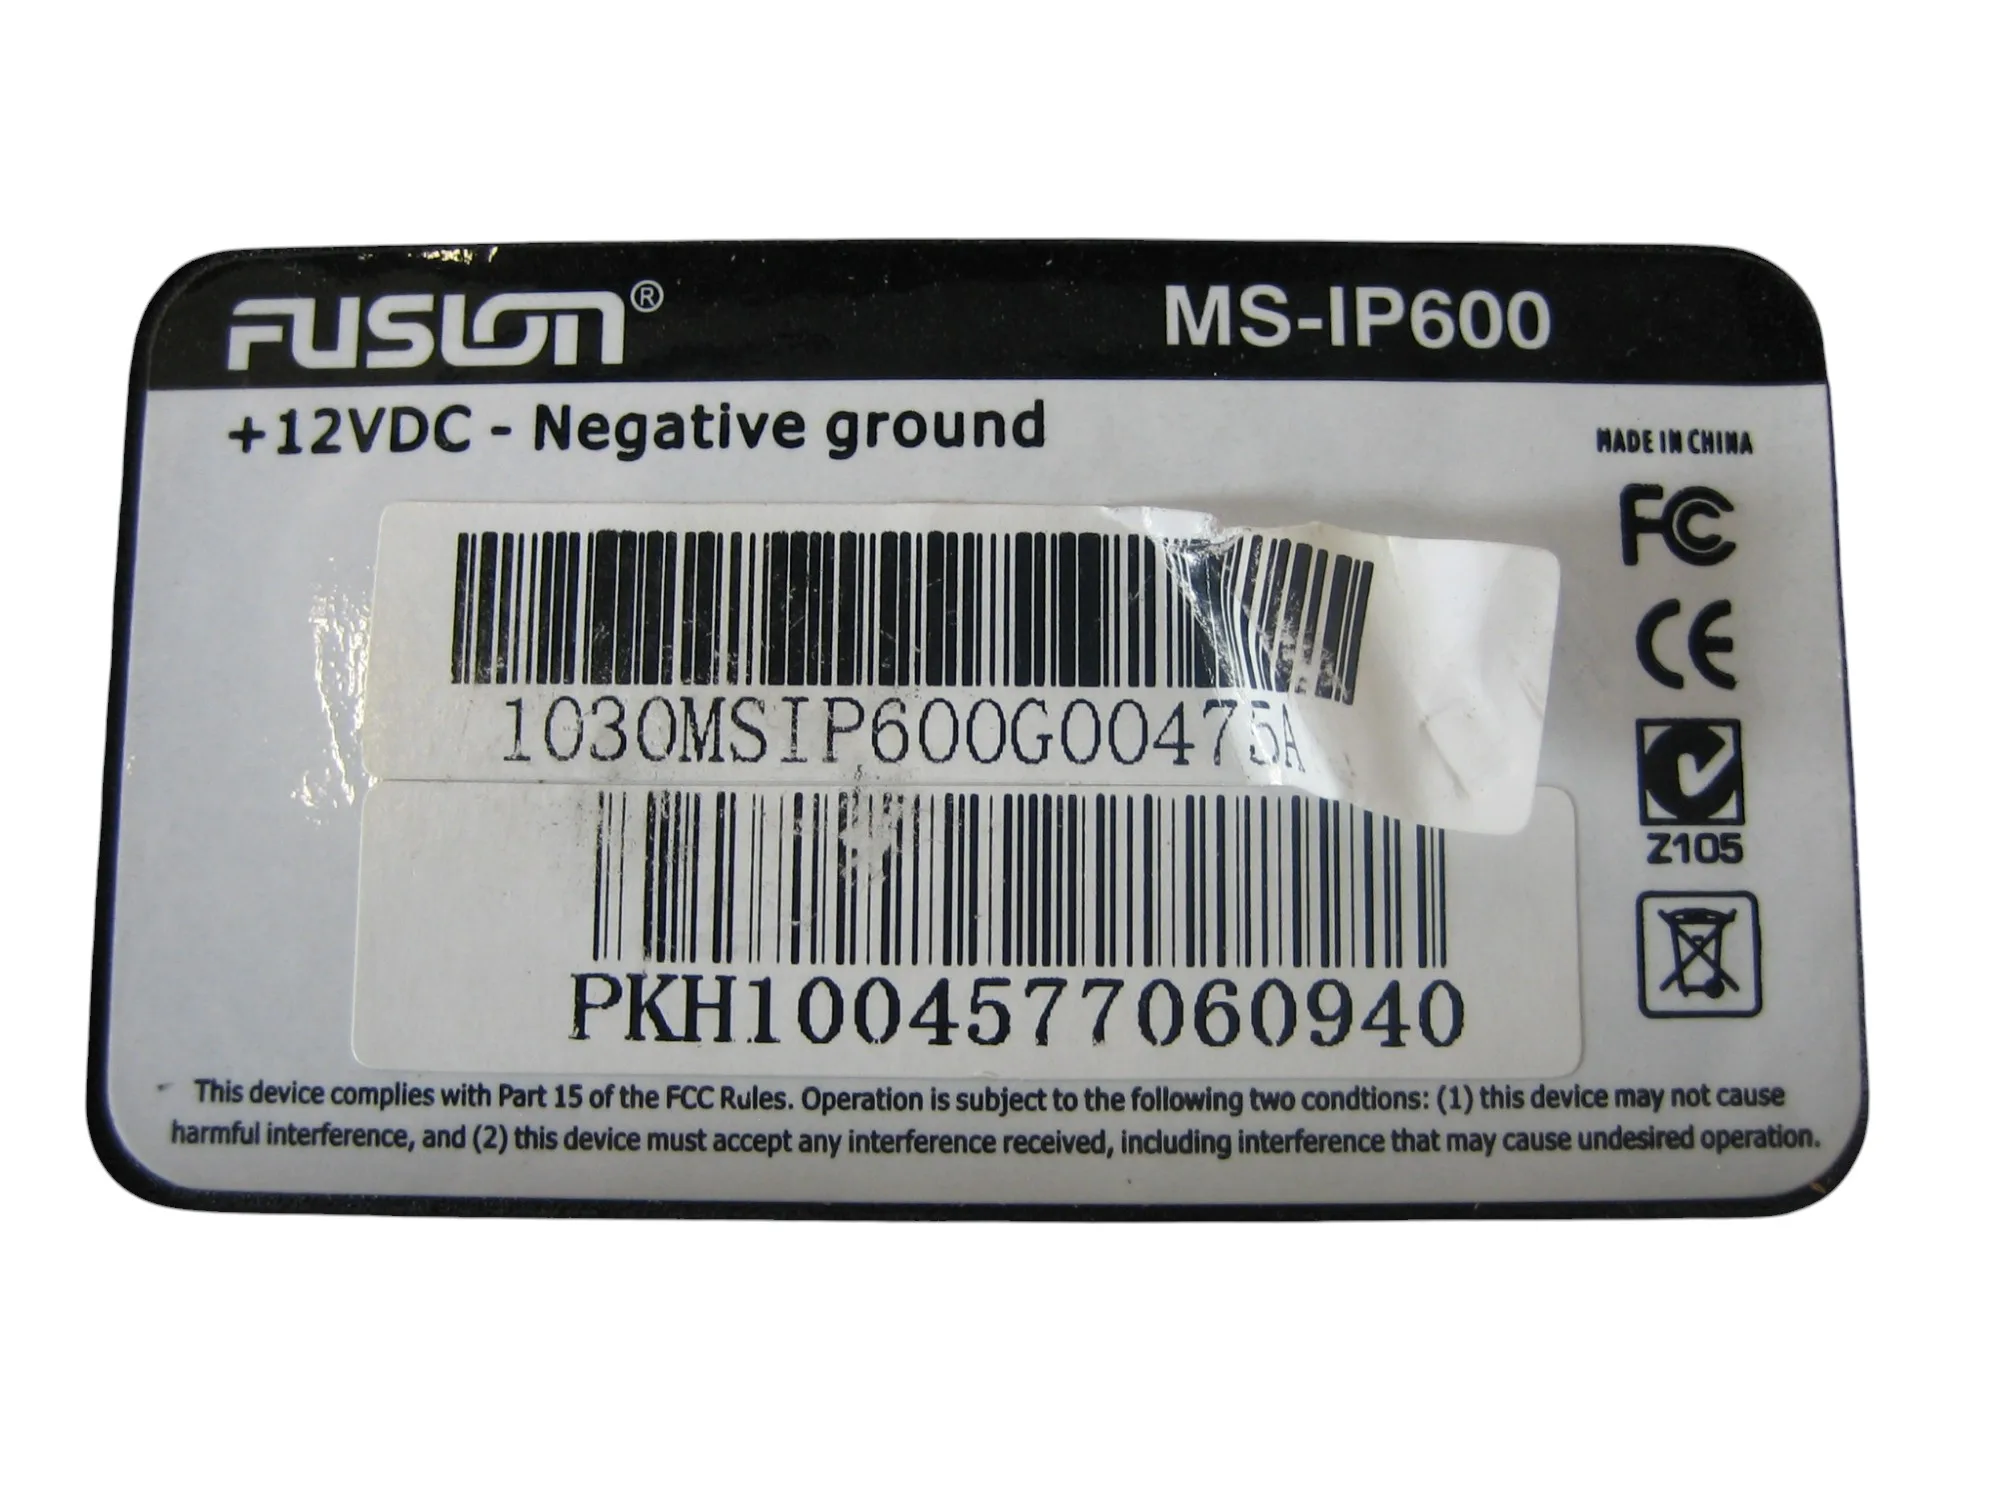 FUSION®
MS-IP600
+12VDC - Negative ground
MADE IN CHINA
FC
CE
1030MSIP600G00475A
Z105
PKH1004577060940
This device complies with Part 15 of the FCC Rules. Operation is subject to the following two condtions: (1) this device may not cause
harmful interference, and (2) this device must accept any interference received, including interference that may cause undesired operation.